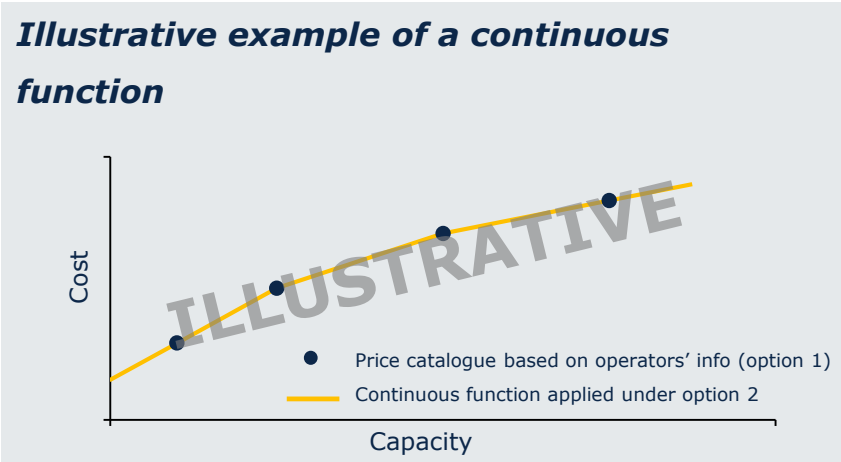 Illustrative example of a continuous
function
Cost
ILLUSTRATIVE
Price catalogue based on operators’ info (option 1)
Continuous function applied under option 2
Capacity